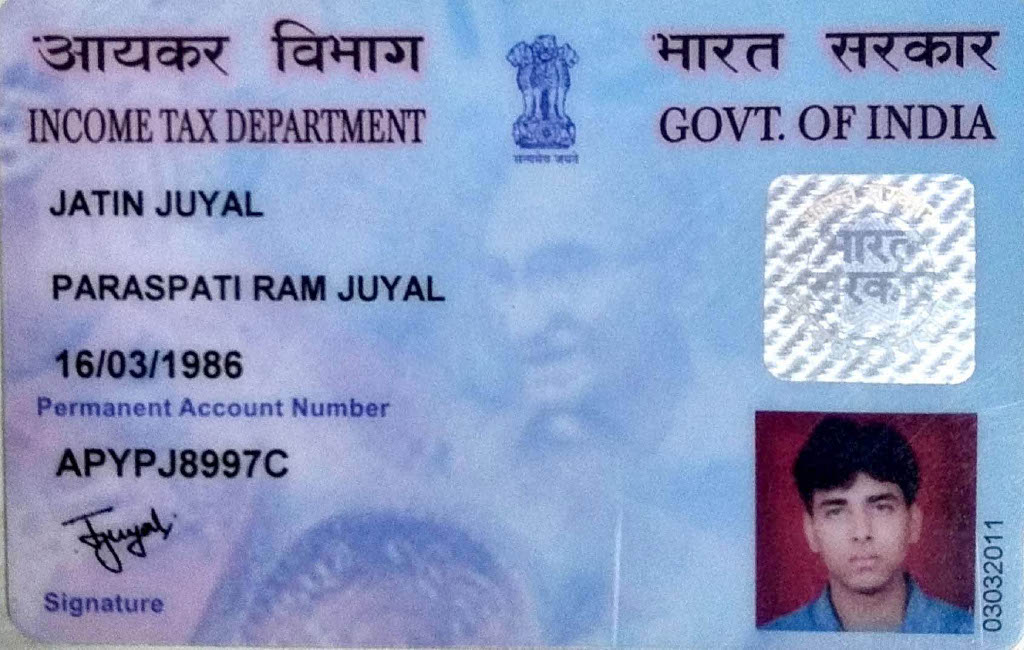 आयकर विभाग
INCOME TAX DEPARTMENT
सत्यमेव जयते
भारत सरकार
GOVT. OF INDIA
JATIN JUYAL
PARASPATI RAM JUYAL
16/03/1986
Permanent Account Number
APYPJ8997C
Jjuyal
Signature
भारत
सरकार
03032011